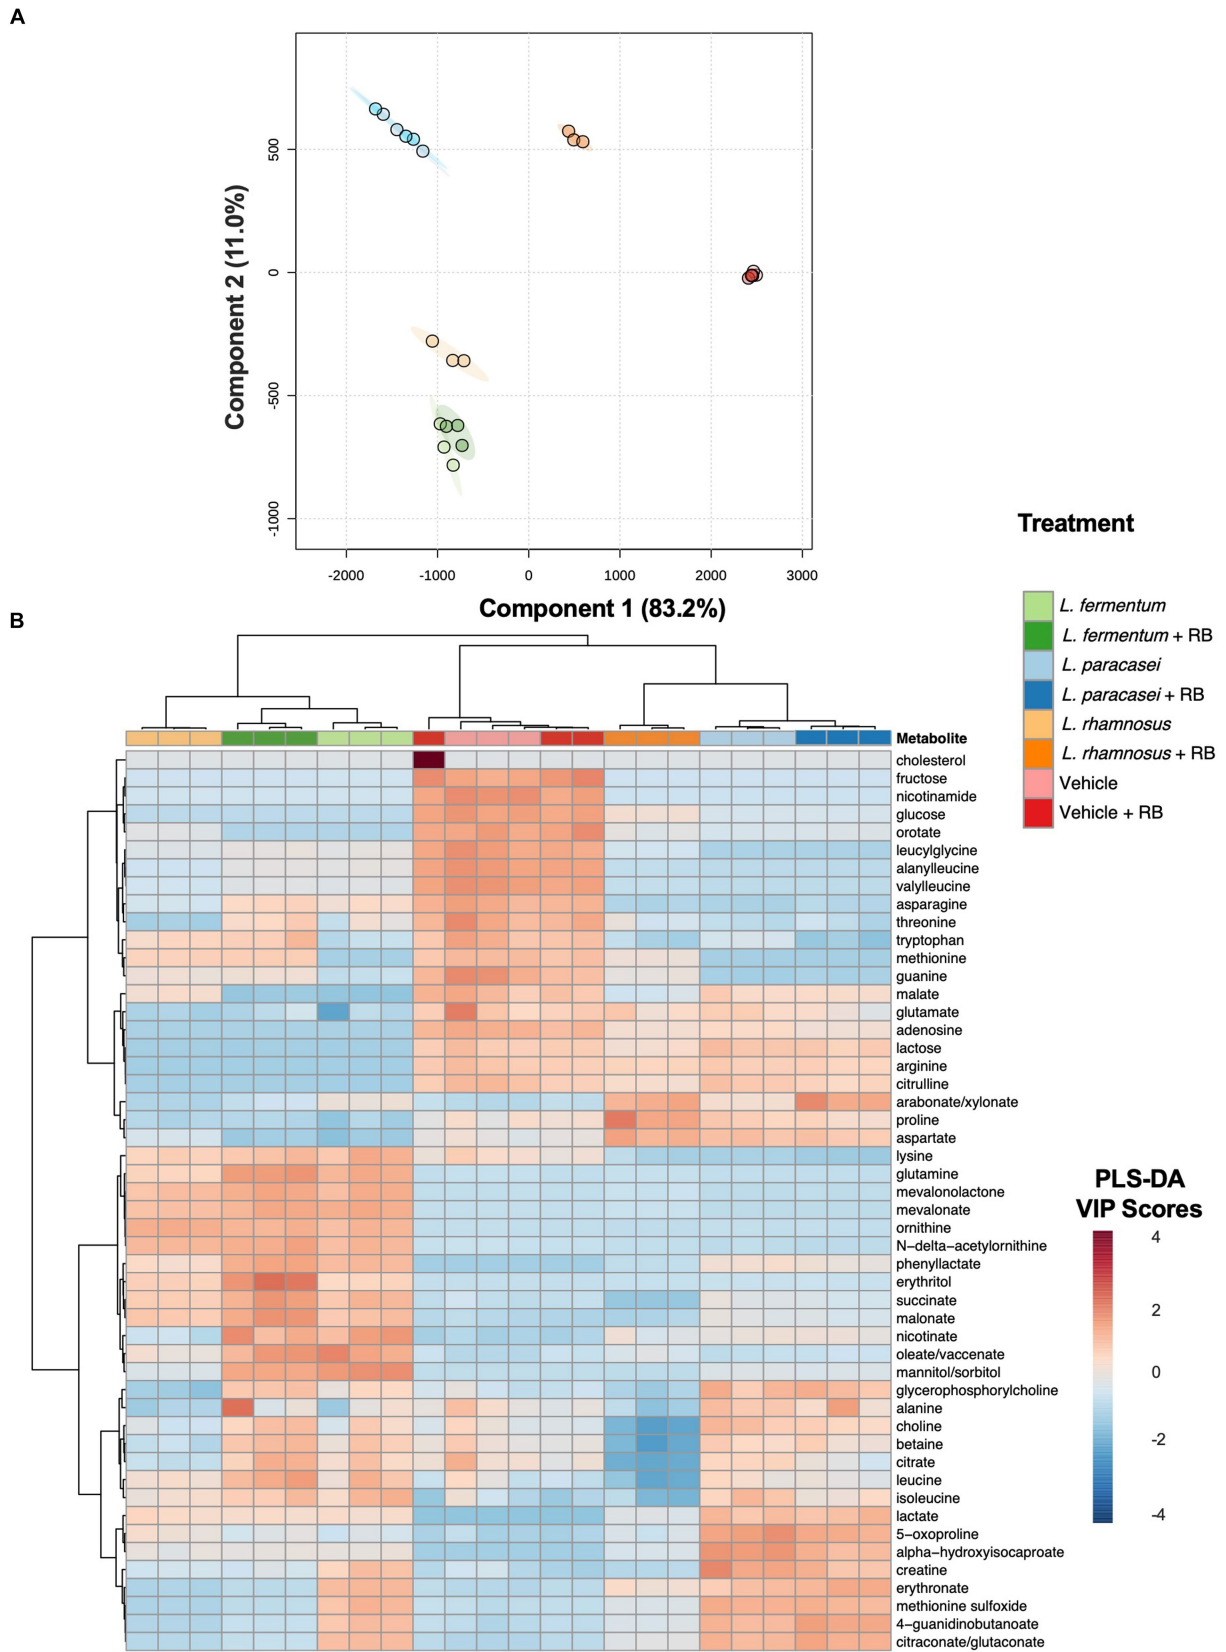 A
500
0
-500
-1000
Component 2 (11.0%)
-2000
-1000
0
1000
2000
3000
Component 1 (83.2%)
Treatment
L. fermentum
L. fermentum + RB
L. paracasei
L. paracasei + RB
L. rhamnosus
L. rhamnosus + RB
Vehicle
Vehicle + RB
B
Metabolite
cholesterol
fructose
nicotinamide
glucose
orotate
leucylglycine
alanylleucine
valylleucine
asparagine
threonine
tryptophan
methionine
guanine
malate
glutamate
adenosine
lactose
arginine
citrulline
arabonate/xylonate
proline
aspartate
lysine
glutamine
mevalonolactone
mevalonate
ornithine
N−delta−acetylornithine
phenyllactate
erythritol
succinate
malonate
nicotinate
oleate/vaccenate
mannitol/sorbitol
glycerophosphorylcholine
alanine
choline
betaine
citrate
leucine
isoleucine
lactate
5−oxoproline
alpha−hydroxyisocaproate
creatine
erythronate
methionine sulfoxide
4−guanidinobutanoate
citraconate/glutaconate
PLS-DA
VIP Scores
4
2
0
-2
-4